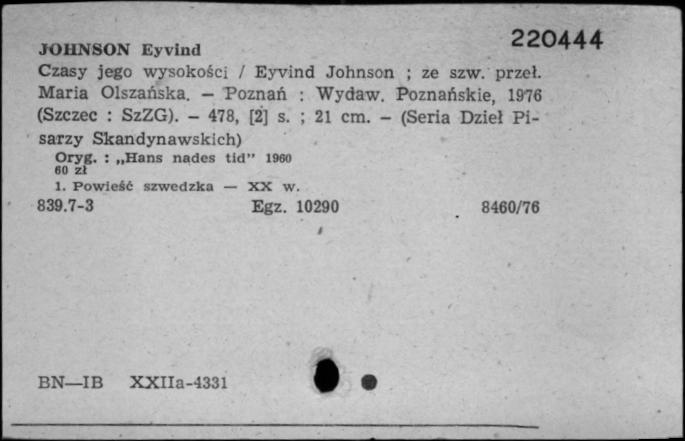 220444
JOHNSON Eyvind
Czasy jego wysokości / Eyvind Johnson ; ze szw. przeł.
Maria Olszańska. — Poznań : Wydaw. Poznańskie, 1976
(Szczec : SzZG). — 478, [2] s. ; 21 cm. — (Seria Dzieł Pi-
sarzy Skandynawskich)
Oryg. : „Hans nades tid” 1960
60 zł
1. Powieść szwedzka — XX w.
839.7-3 Egz. 10290 8460/76
BN—IB XXIIa-4331